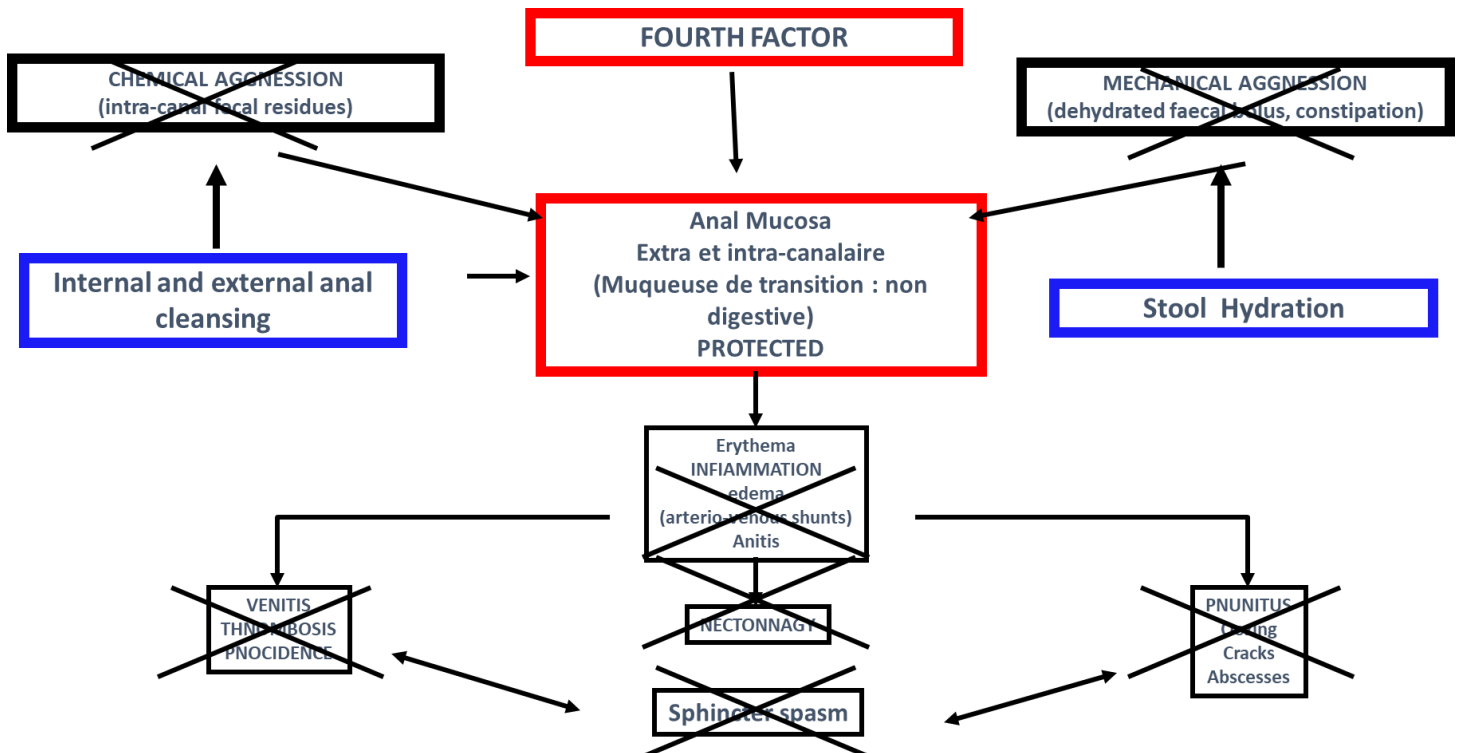 FOURTH FACTOR
CHEMICAL AGGNESSION
(intra-canal fecal residues)
MECHANICAL AGGNESSION
(dehydrated faecal bolus, constipation)
Anal Mucosa
Extra et intra-canalaire
(Muqueuse de transition : non
digestive)
PROTECTED
Internal and external anal
cleansing
Stool Hydration
Erythema
INFIAMMATION
edema
(arterio-venous shunts)
Anitis
VENITIS
THNROMBOSIS
PNOCIDENCE
NECTONNAGY
PNUNITUS
Cracks
Abscesses
Sphincter spasm